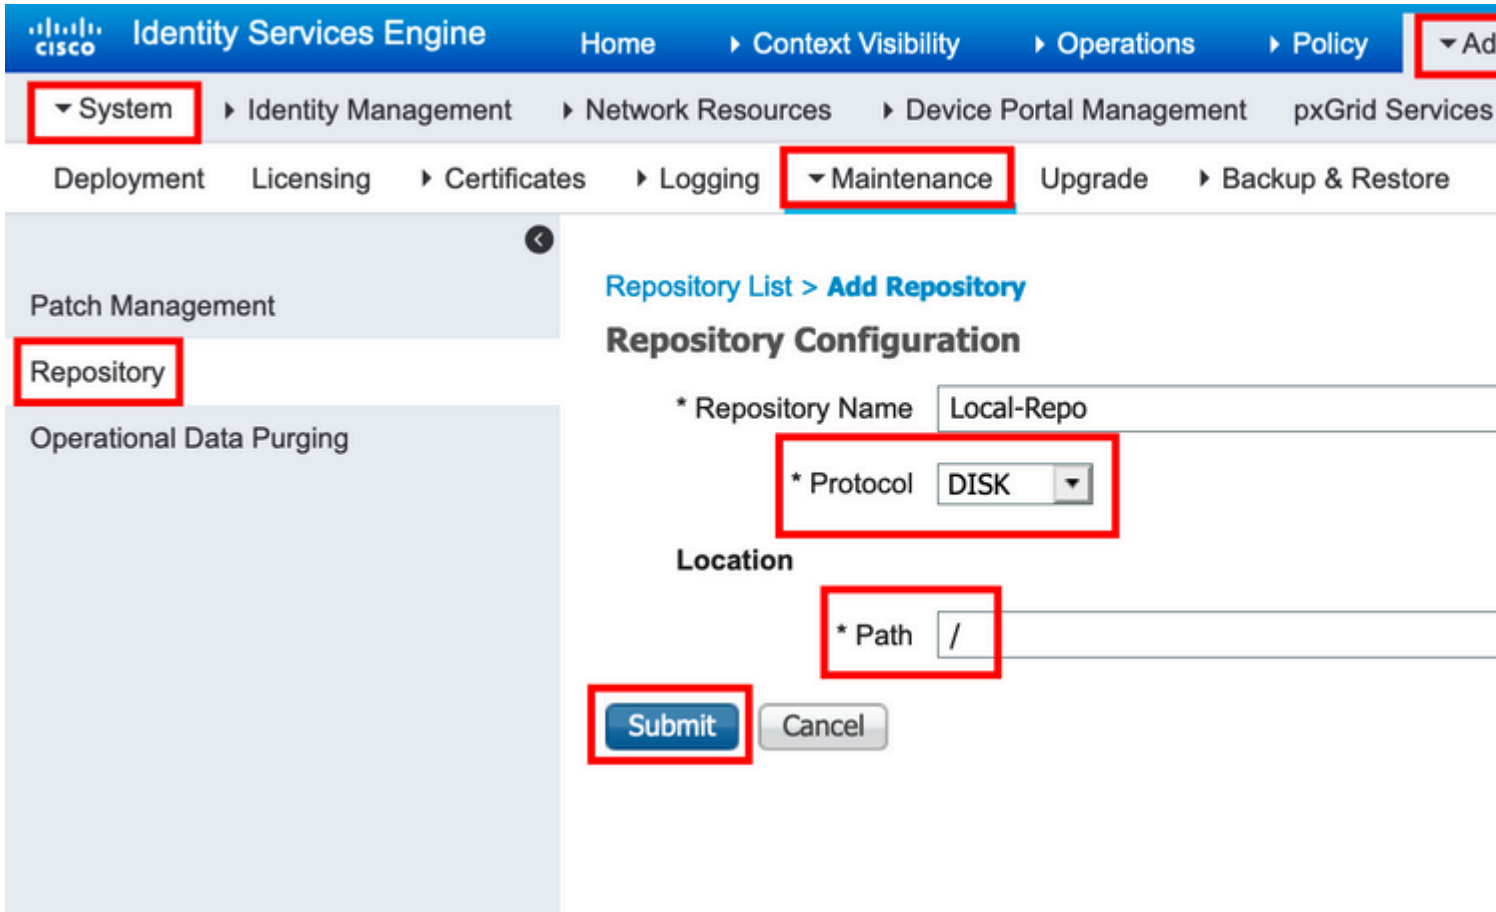 CISCO Identity Services Engine Home Context Visibility Operations Policy Ad
System Identity Management Network Resources Device Portal Management pxGrid Services
Deployment Licensing Certificates Logging Maintenance Upgrade Backup & Restore
Patch Management
Repository
Operational Data Purging
Repository List > Add Repository
Repository Configuration
* Repository Name Local-Repo
* Protocol DISK
Location
* Path /
Submit Cancel